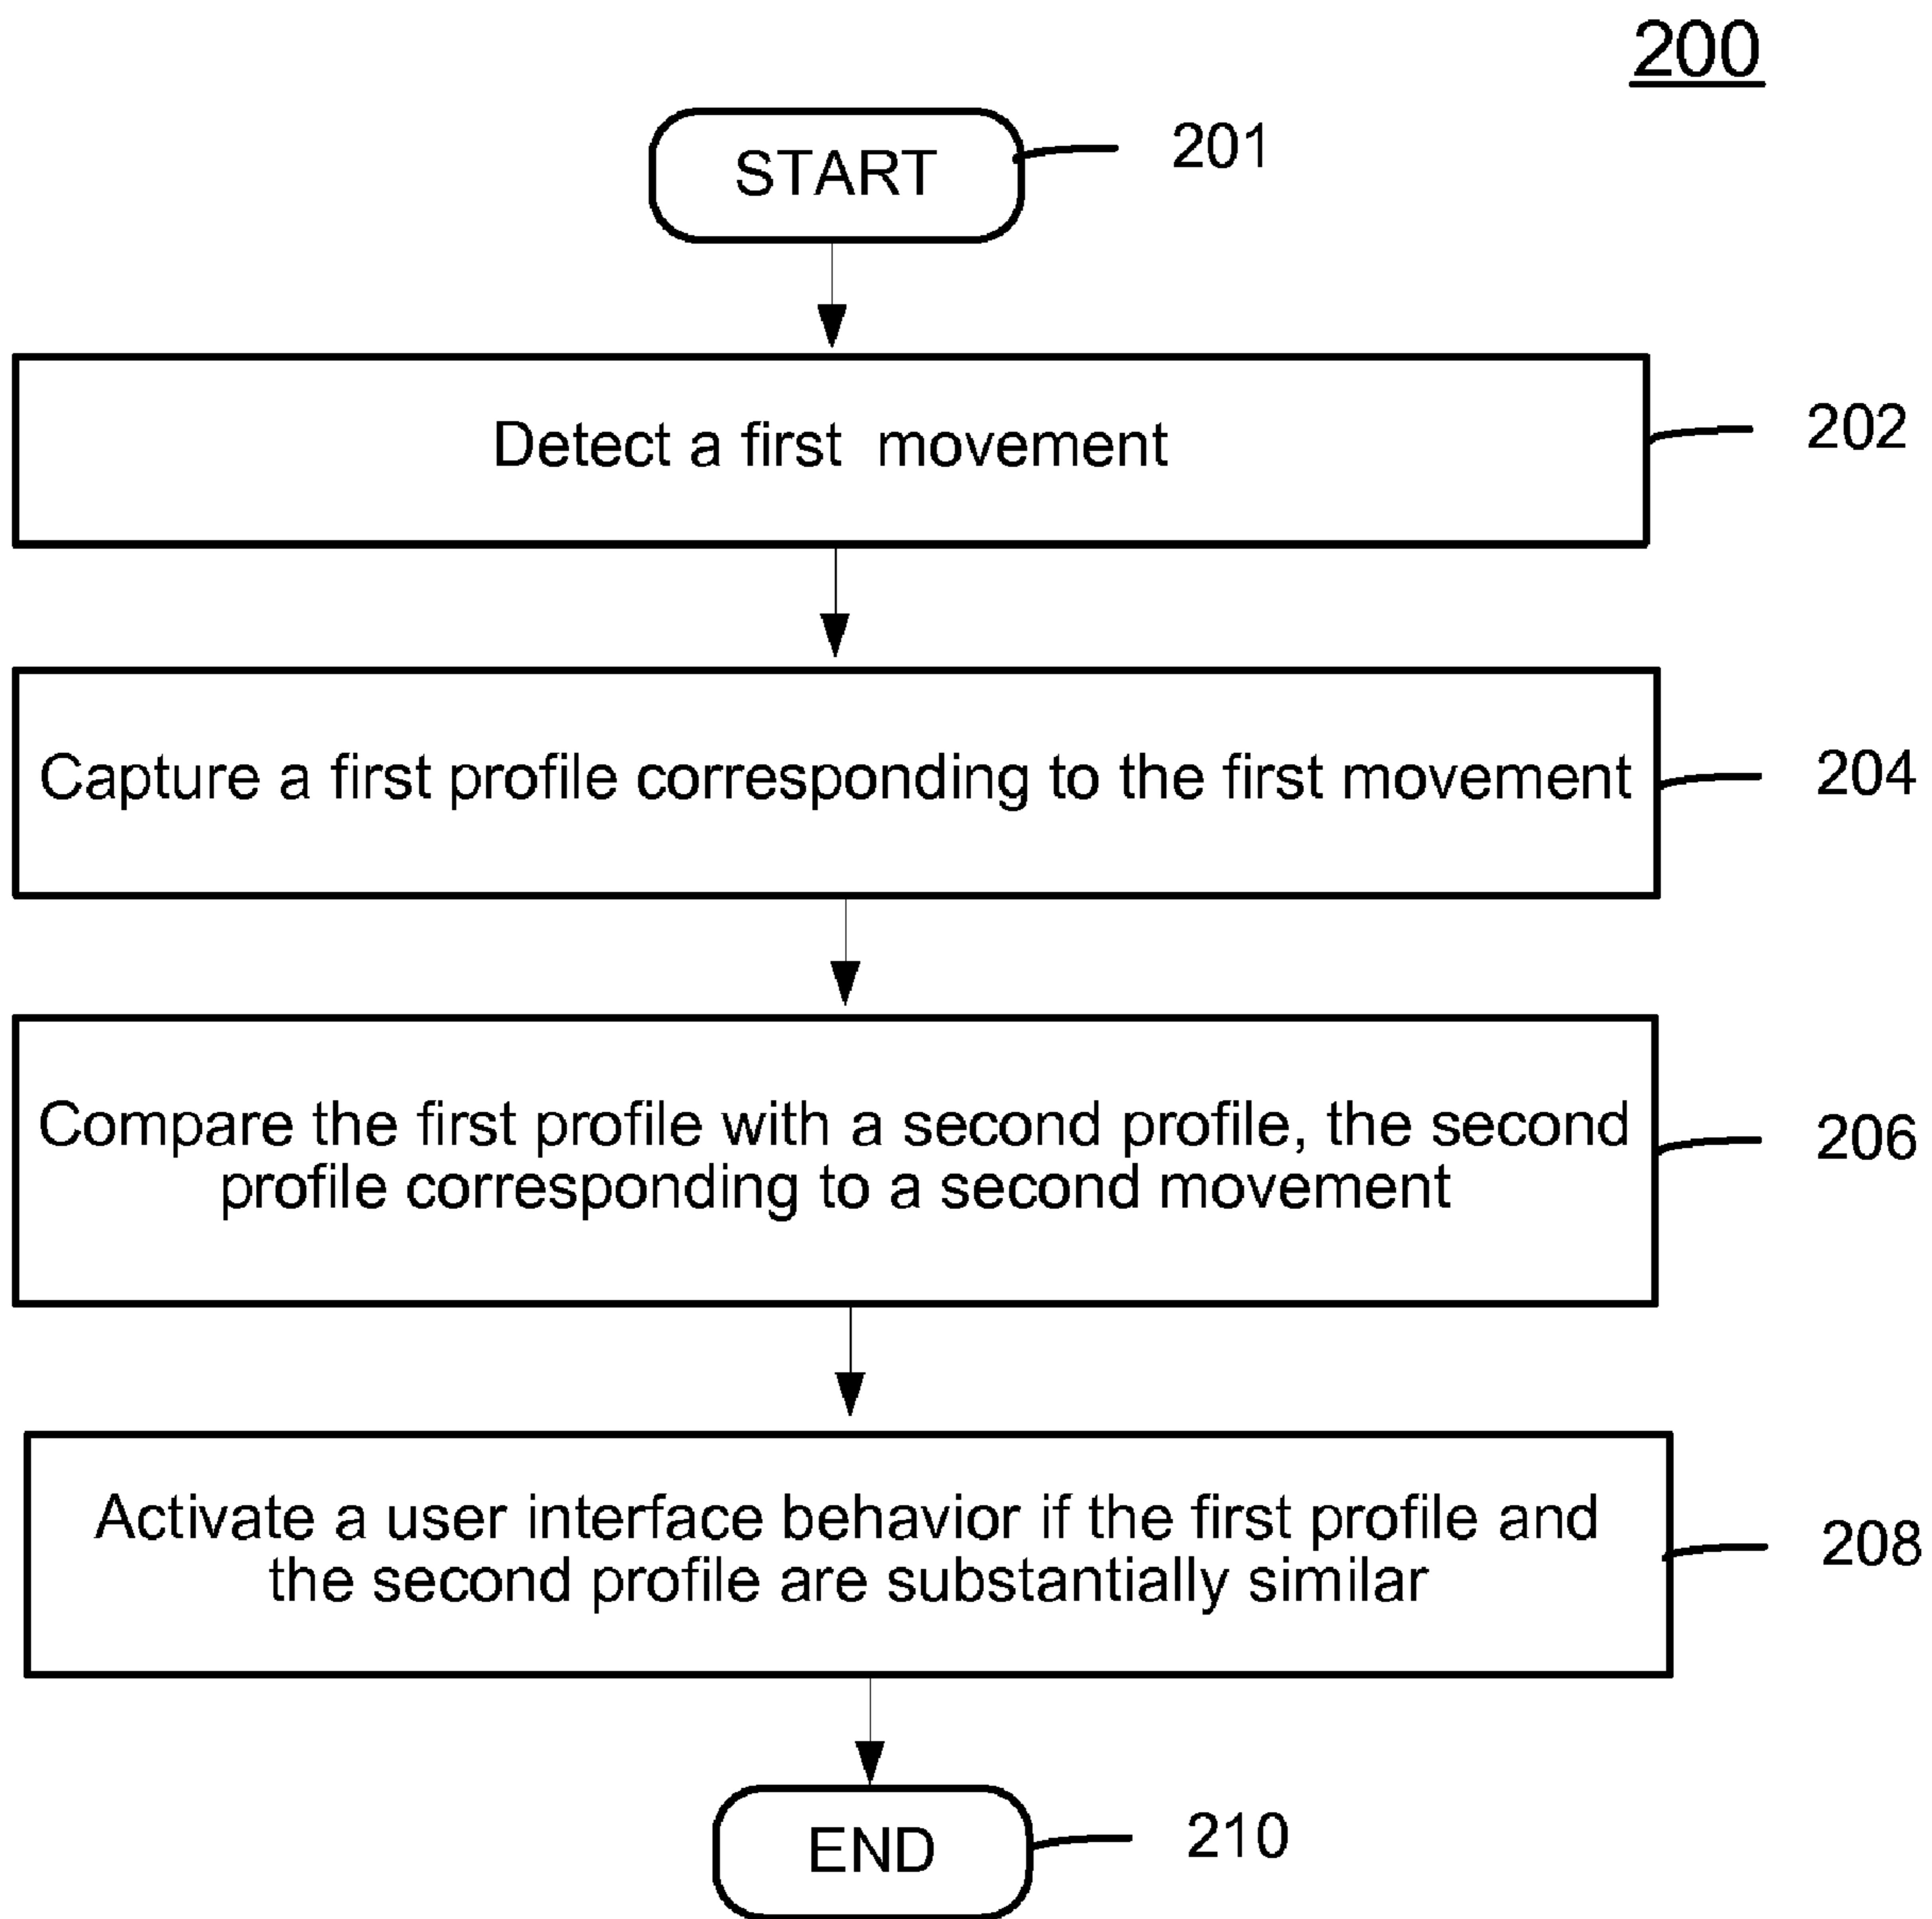 200
START
201
Detect a first movement
202
Capture a first profile corresponding to the first movement
204
Compare the first profile with a second profile, the second
profile corresponding to a second movement
206
Activate a user interface behavior if the first profile and
the second profile are substantially similar
208
END
210